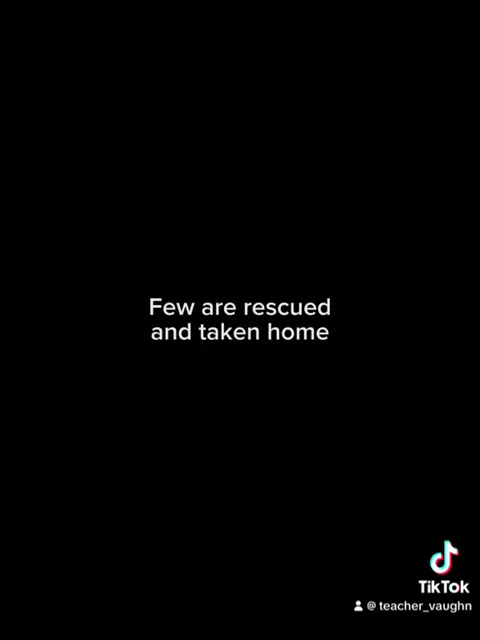 Few are rescued
and taken home
TikTok
@ teacher_vaughn